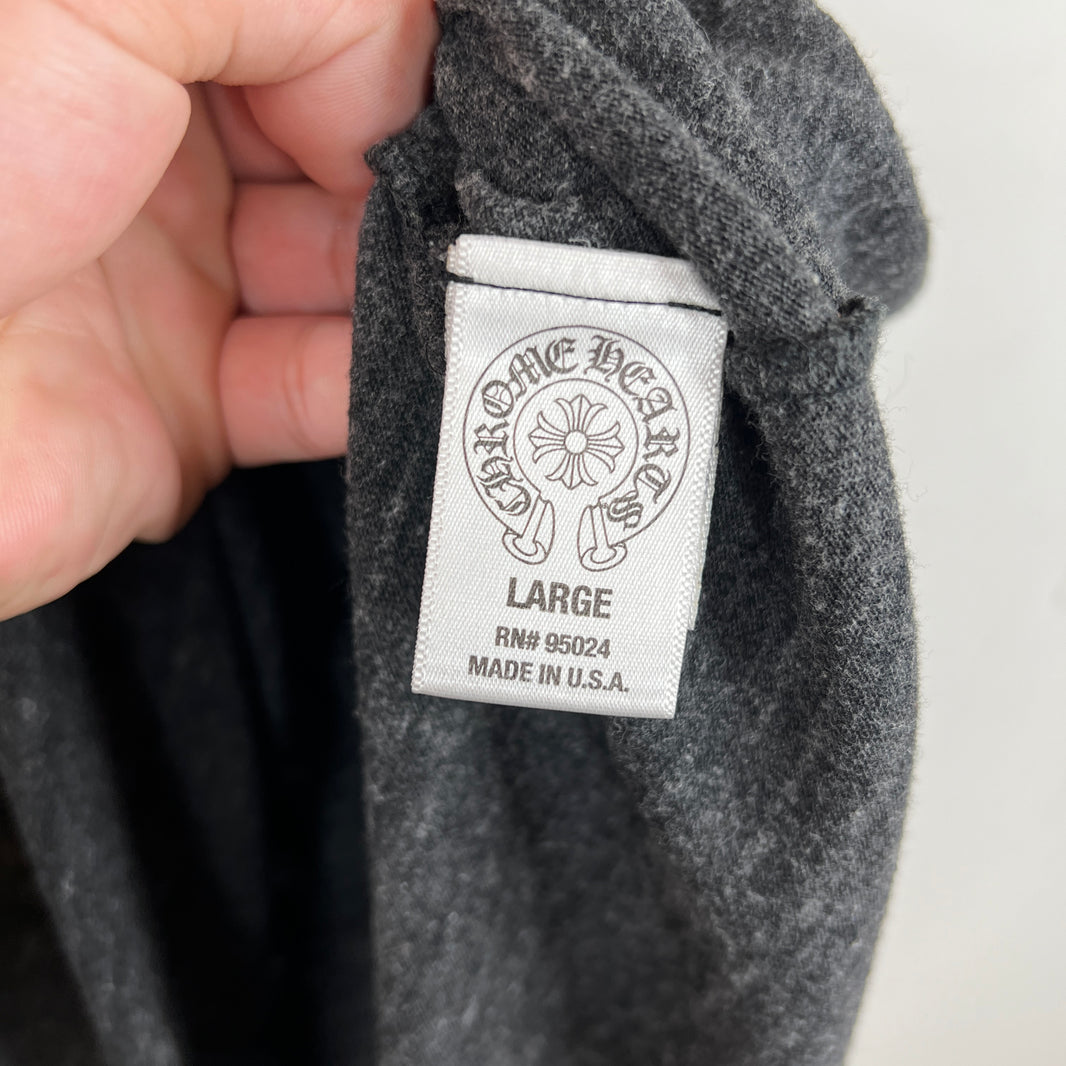 CHROME HEARTS
LARGE
RN# 95024
MADE IN U.S.A.